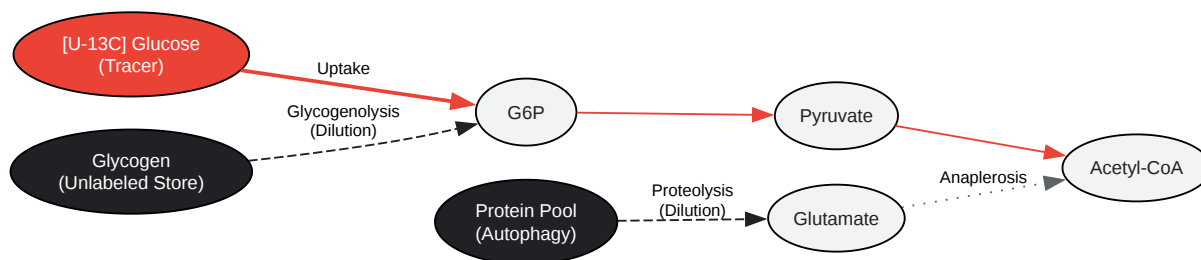 [U-13C] Glucose
(Tracer)
Uptake
Glycogenolysis
(Dilution)
G6P
Pyruvate
Glycogen
(Unlabeled Store)
Acetyl-CoA
Anaplerosis
Proteolysis
(Dilution)
Protein Pool
(Autophagy)
Glutamate